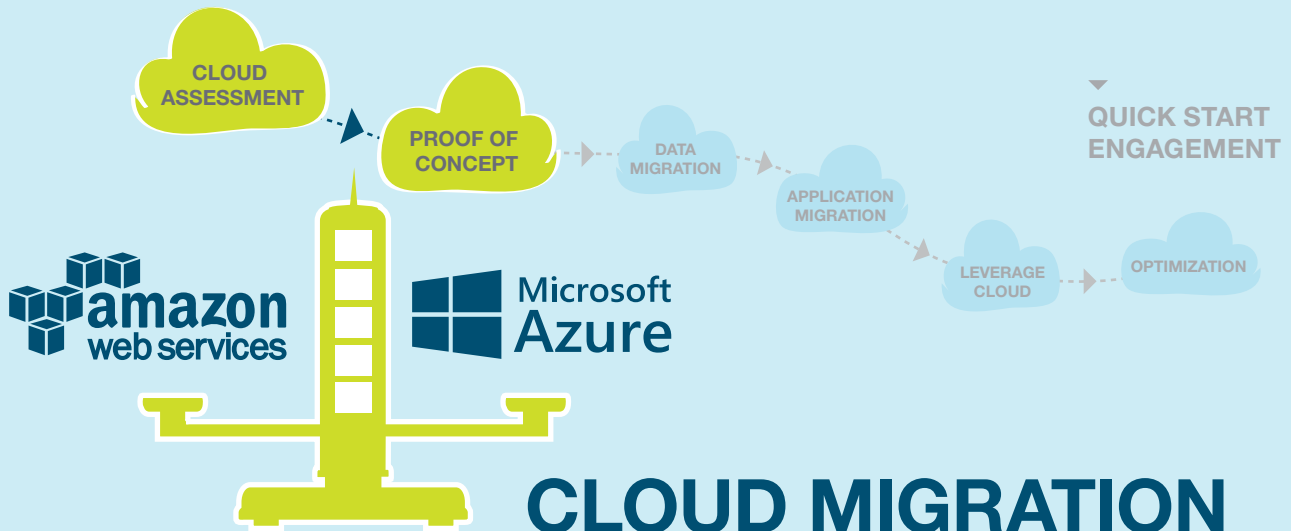 CLOUD
ASSESSMENT
PROOF OF
CONCEPT
DATA
MIGRATION
APPLICATION
MIGRATION
LEVERAGE
CLOUD
OPTIMIZATION
QUICK START
ENGAGEMENT
amazon
web services
Microsoft
Azure
CLOUD MIGRATION